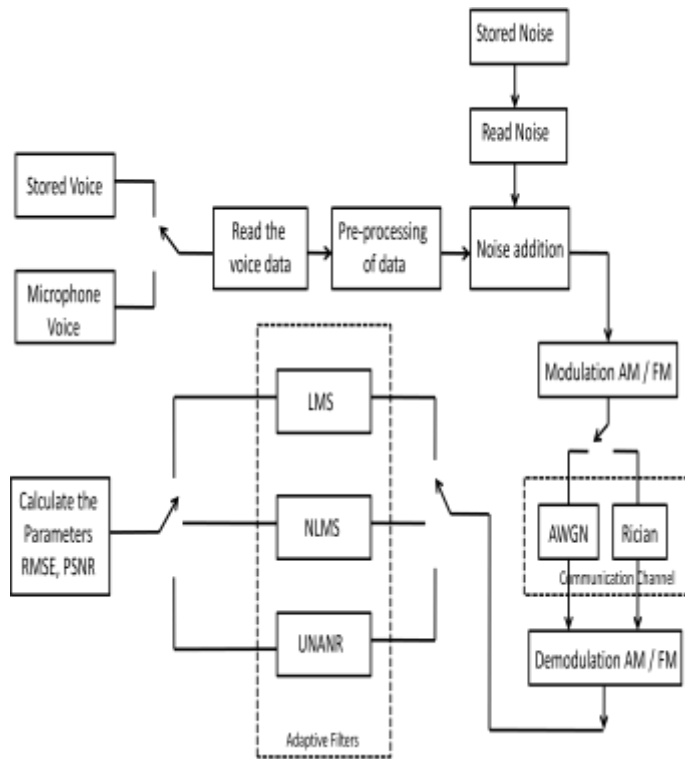 Stored Noise
Read Noise
Stored Voice
Read the
voice data
Pre-processing
of data
Noise addition
Microphone
Voice
Modulation AM / FM
LMS
NLMS
UNANR
Adaptive Filters
Calculate the
Parameters
RMSE, PSNR
AWGN
Rician
Communication Channel
Demodulation AM / FM